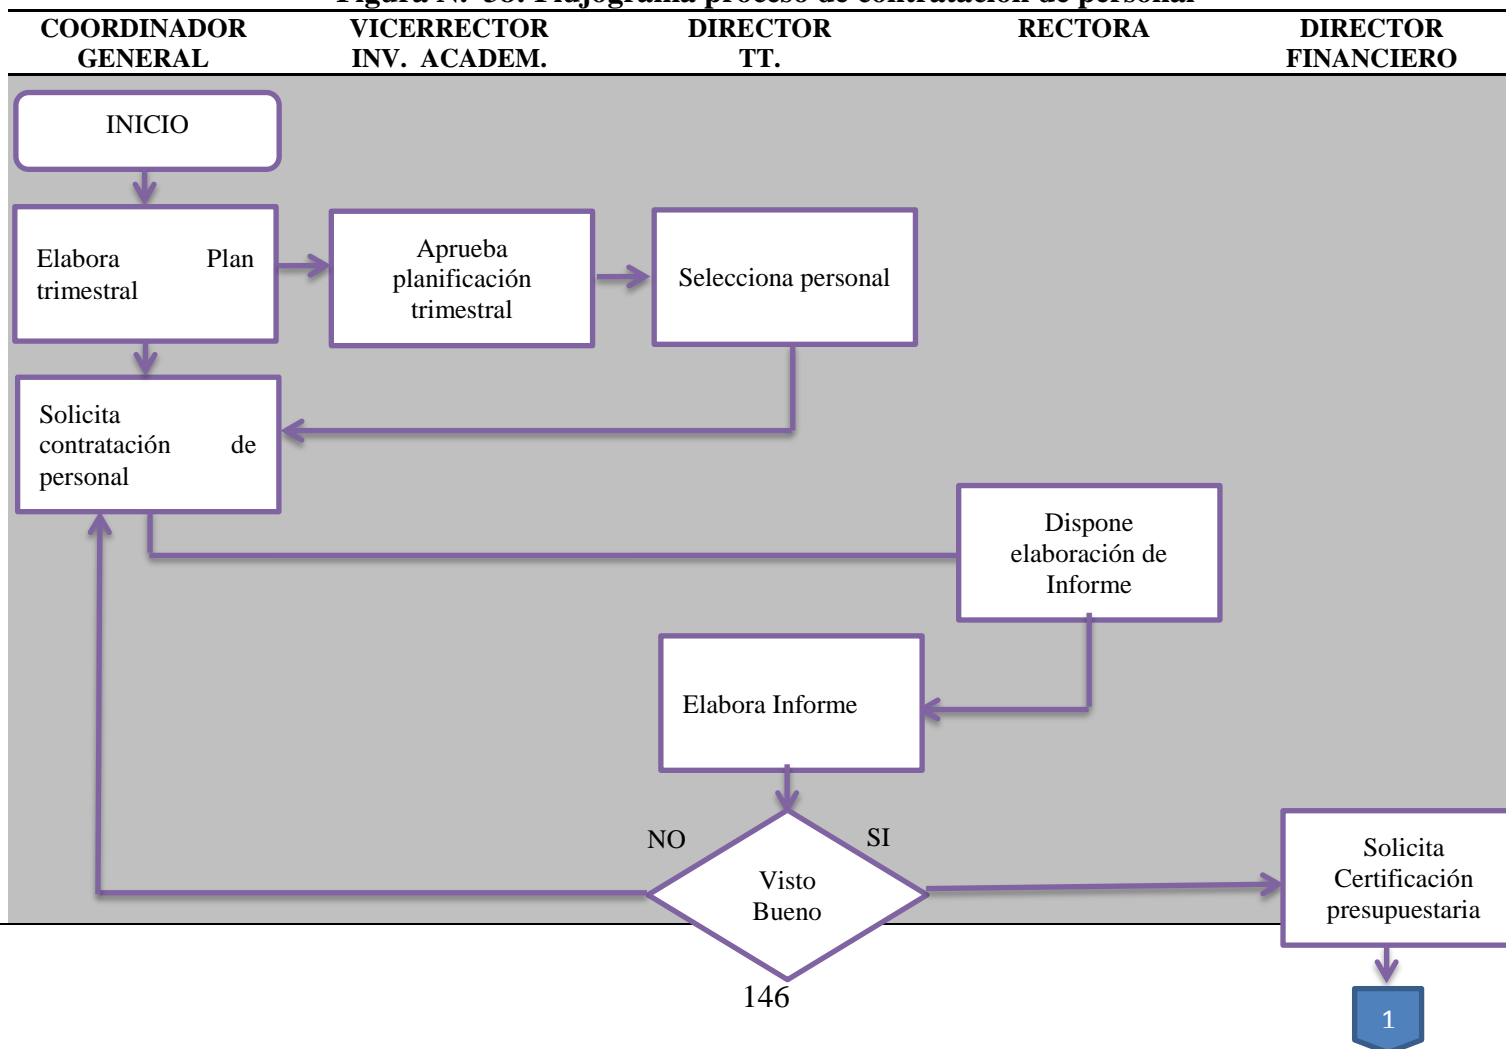 COORDINADOR GENERAL
VICERRECTOR INV. ACADEM.
DIRECTOR TT.
RECTORA
DIRECTOR FINANCIERO
INICIO
Elabora Plan
trimestral
Aprueba
planificación
trimestral
Selecciona personal
Solicita
contratación de
personal
Dispone
elaboración de
Informe
Elabora Informe
NO
SI
Visto
Bueno
Solicita
Certificación
presupuestaria
146
1